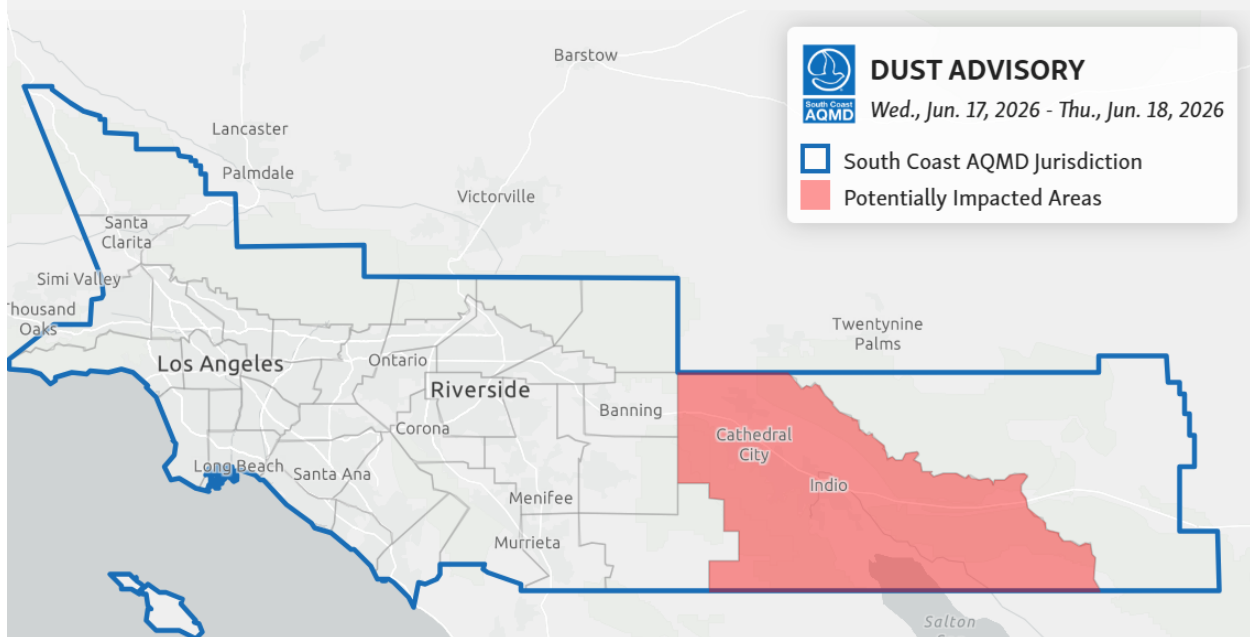 Barstow
South Coast
AQMD
DUST ADVISORY
Wed., Jun. 17, 2026 - Thu., Jun. 18, 2026
South Coast AQMD Jurisdiction
Potentially Impacted Areas
Lancaster
Palmdale
Victorville
Santa
Clarita
Simi Valley
Thousand
Oaks
Twentynine
Palms
Los Angeles
Ontario
Riverside
Banning
Corona
Cathedral
City
Long Beach
Santa Ana
Indio
Menifee
Murrieta
Salton